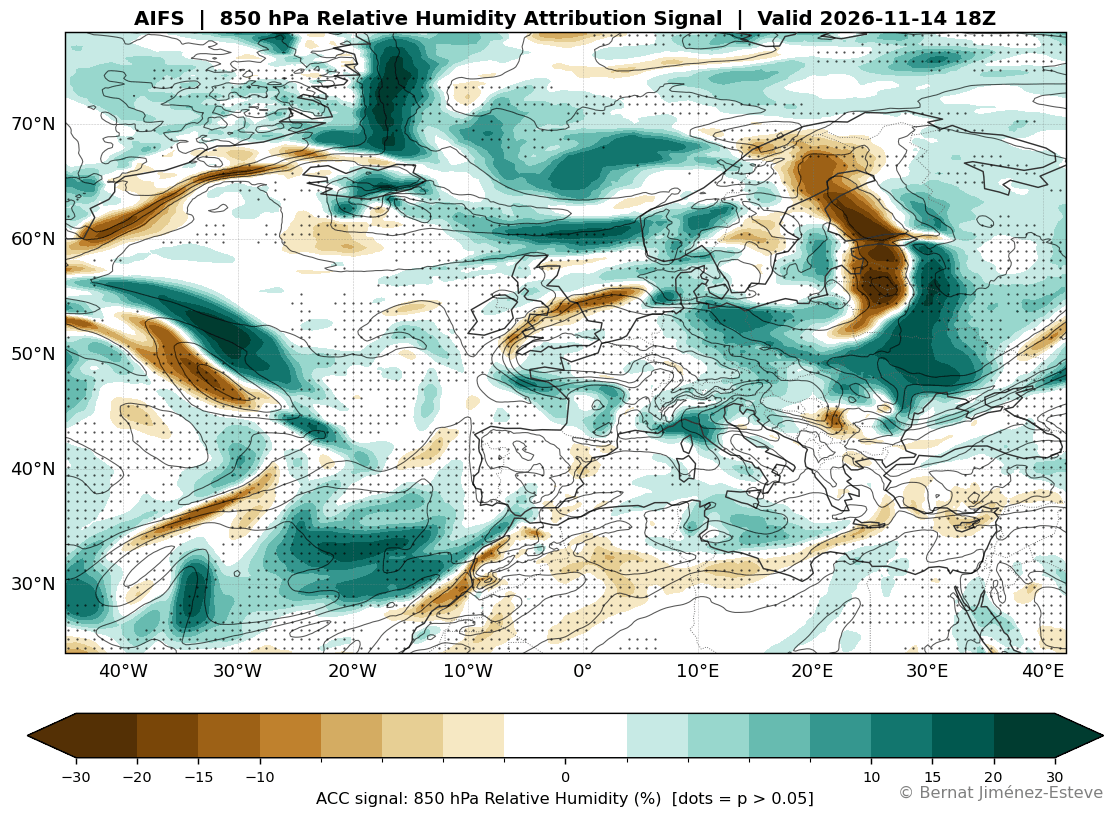 AIFS | 850 hPa Relative Humidity Attribution Signal | Valid 2026-11-14 18Z
70°N
60°N
50°N
40°N
30°N
40°W 30°W 20°W 10°W 0° 10°E 20°E 30°E 40°E
−30 −20 −15 −10 0 10 15 20 30
ACC signal: 850 hPa Relative Humidity (%) [dots = p > 0.05]
© Bernat Jiménez-Esteve